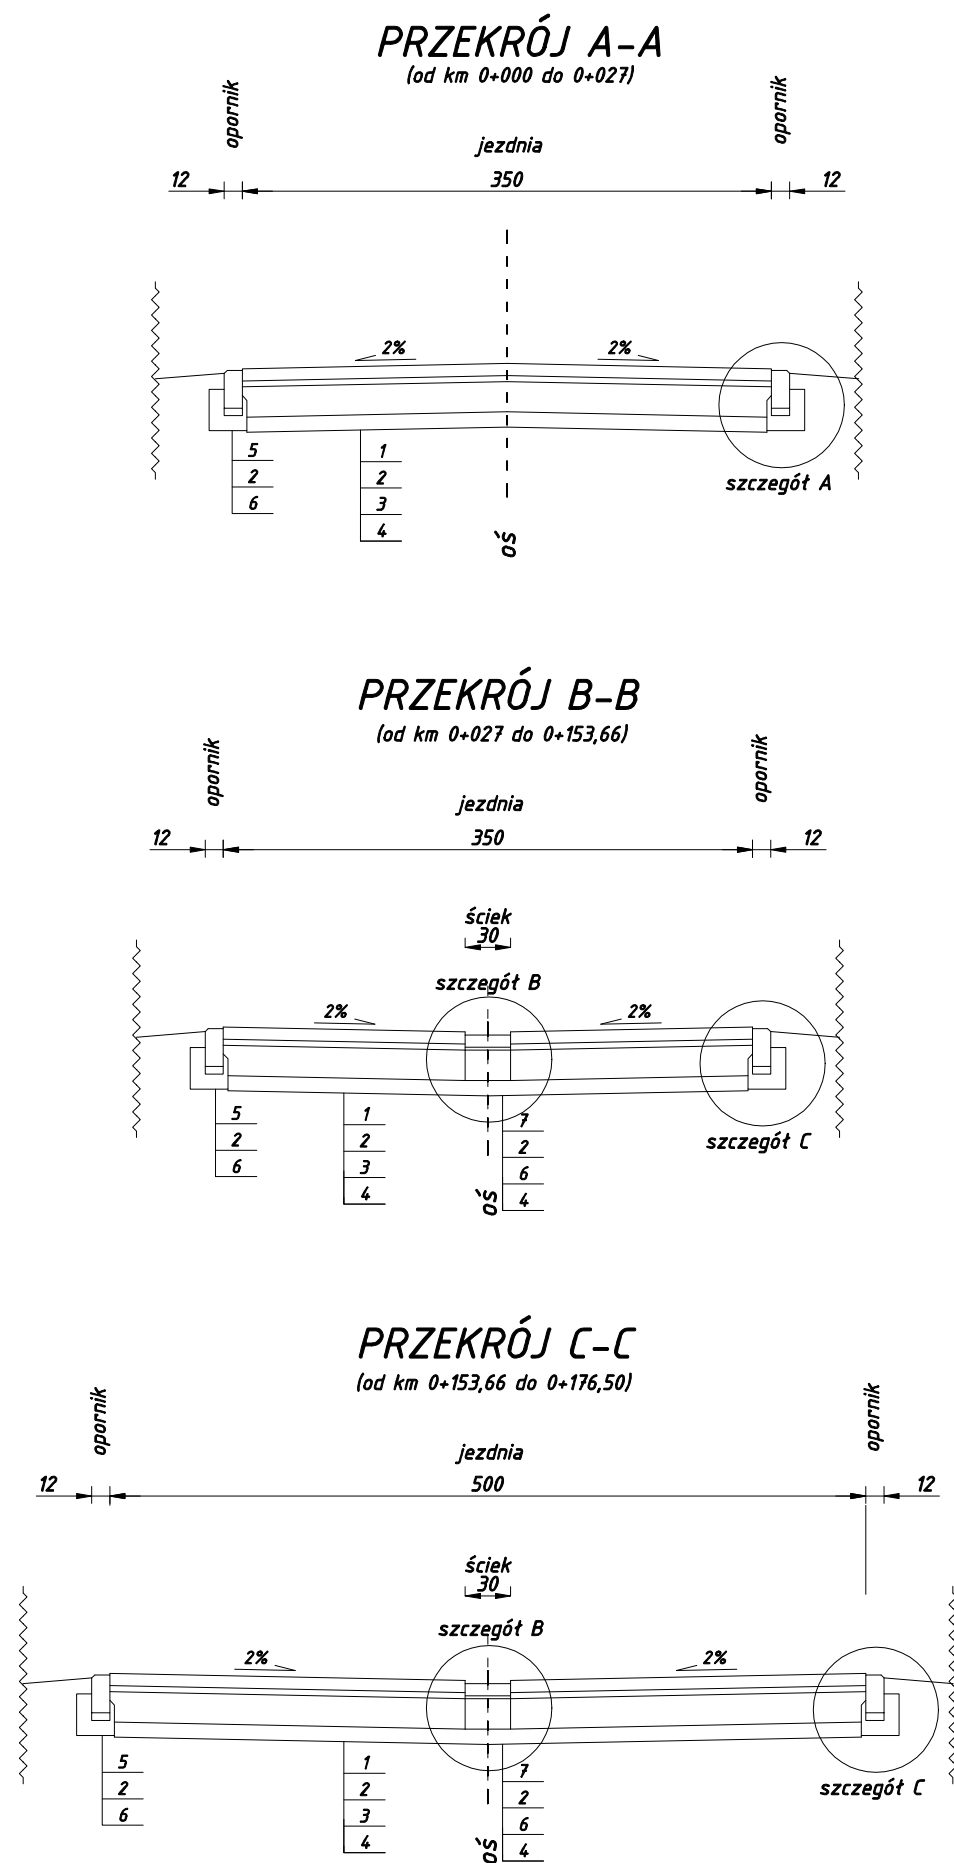 PRZEKRÓJ A-A
(od km 0+000 do 0+027)
opornik
opornik
jezdnia
12
350
12
2%
2%
5
2
6
1
2
3
4
szczegół A
oś
PRZEKRÓJ B-B
(od km 0+027 do 0+153,66)
opornik
opornik
jezdnia
12
350
12
ściek
30
szczegół B
2%
2%
5
2
6
1
2
3
4
7
2
6
4
szczegół C
oś
PRZEKRÓJ C-C
(od km 0+153,66 do 0+176,50)
opornik
opornik
jezdnia
12
500
12
ściek
30
szczegół B
2%
2%
5
2
6
1
2
3
4
7
2
6
4
szczegół C
oś